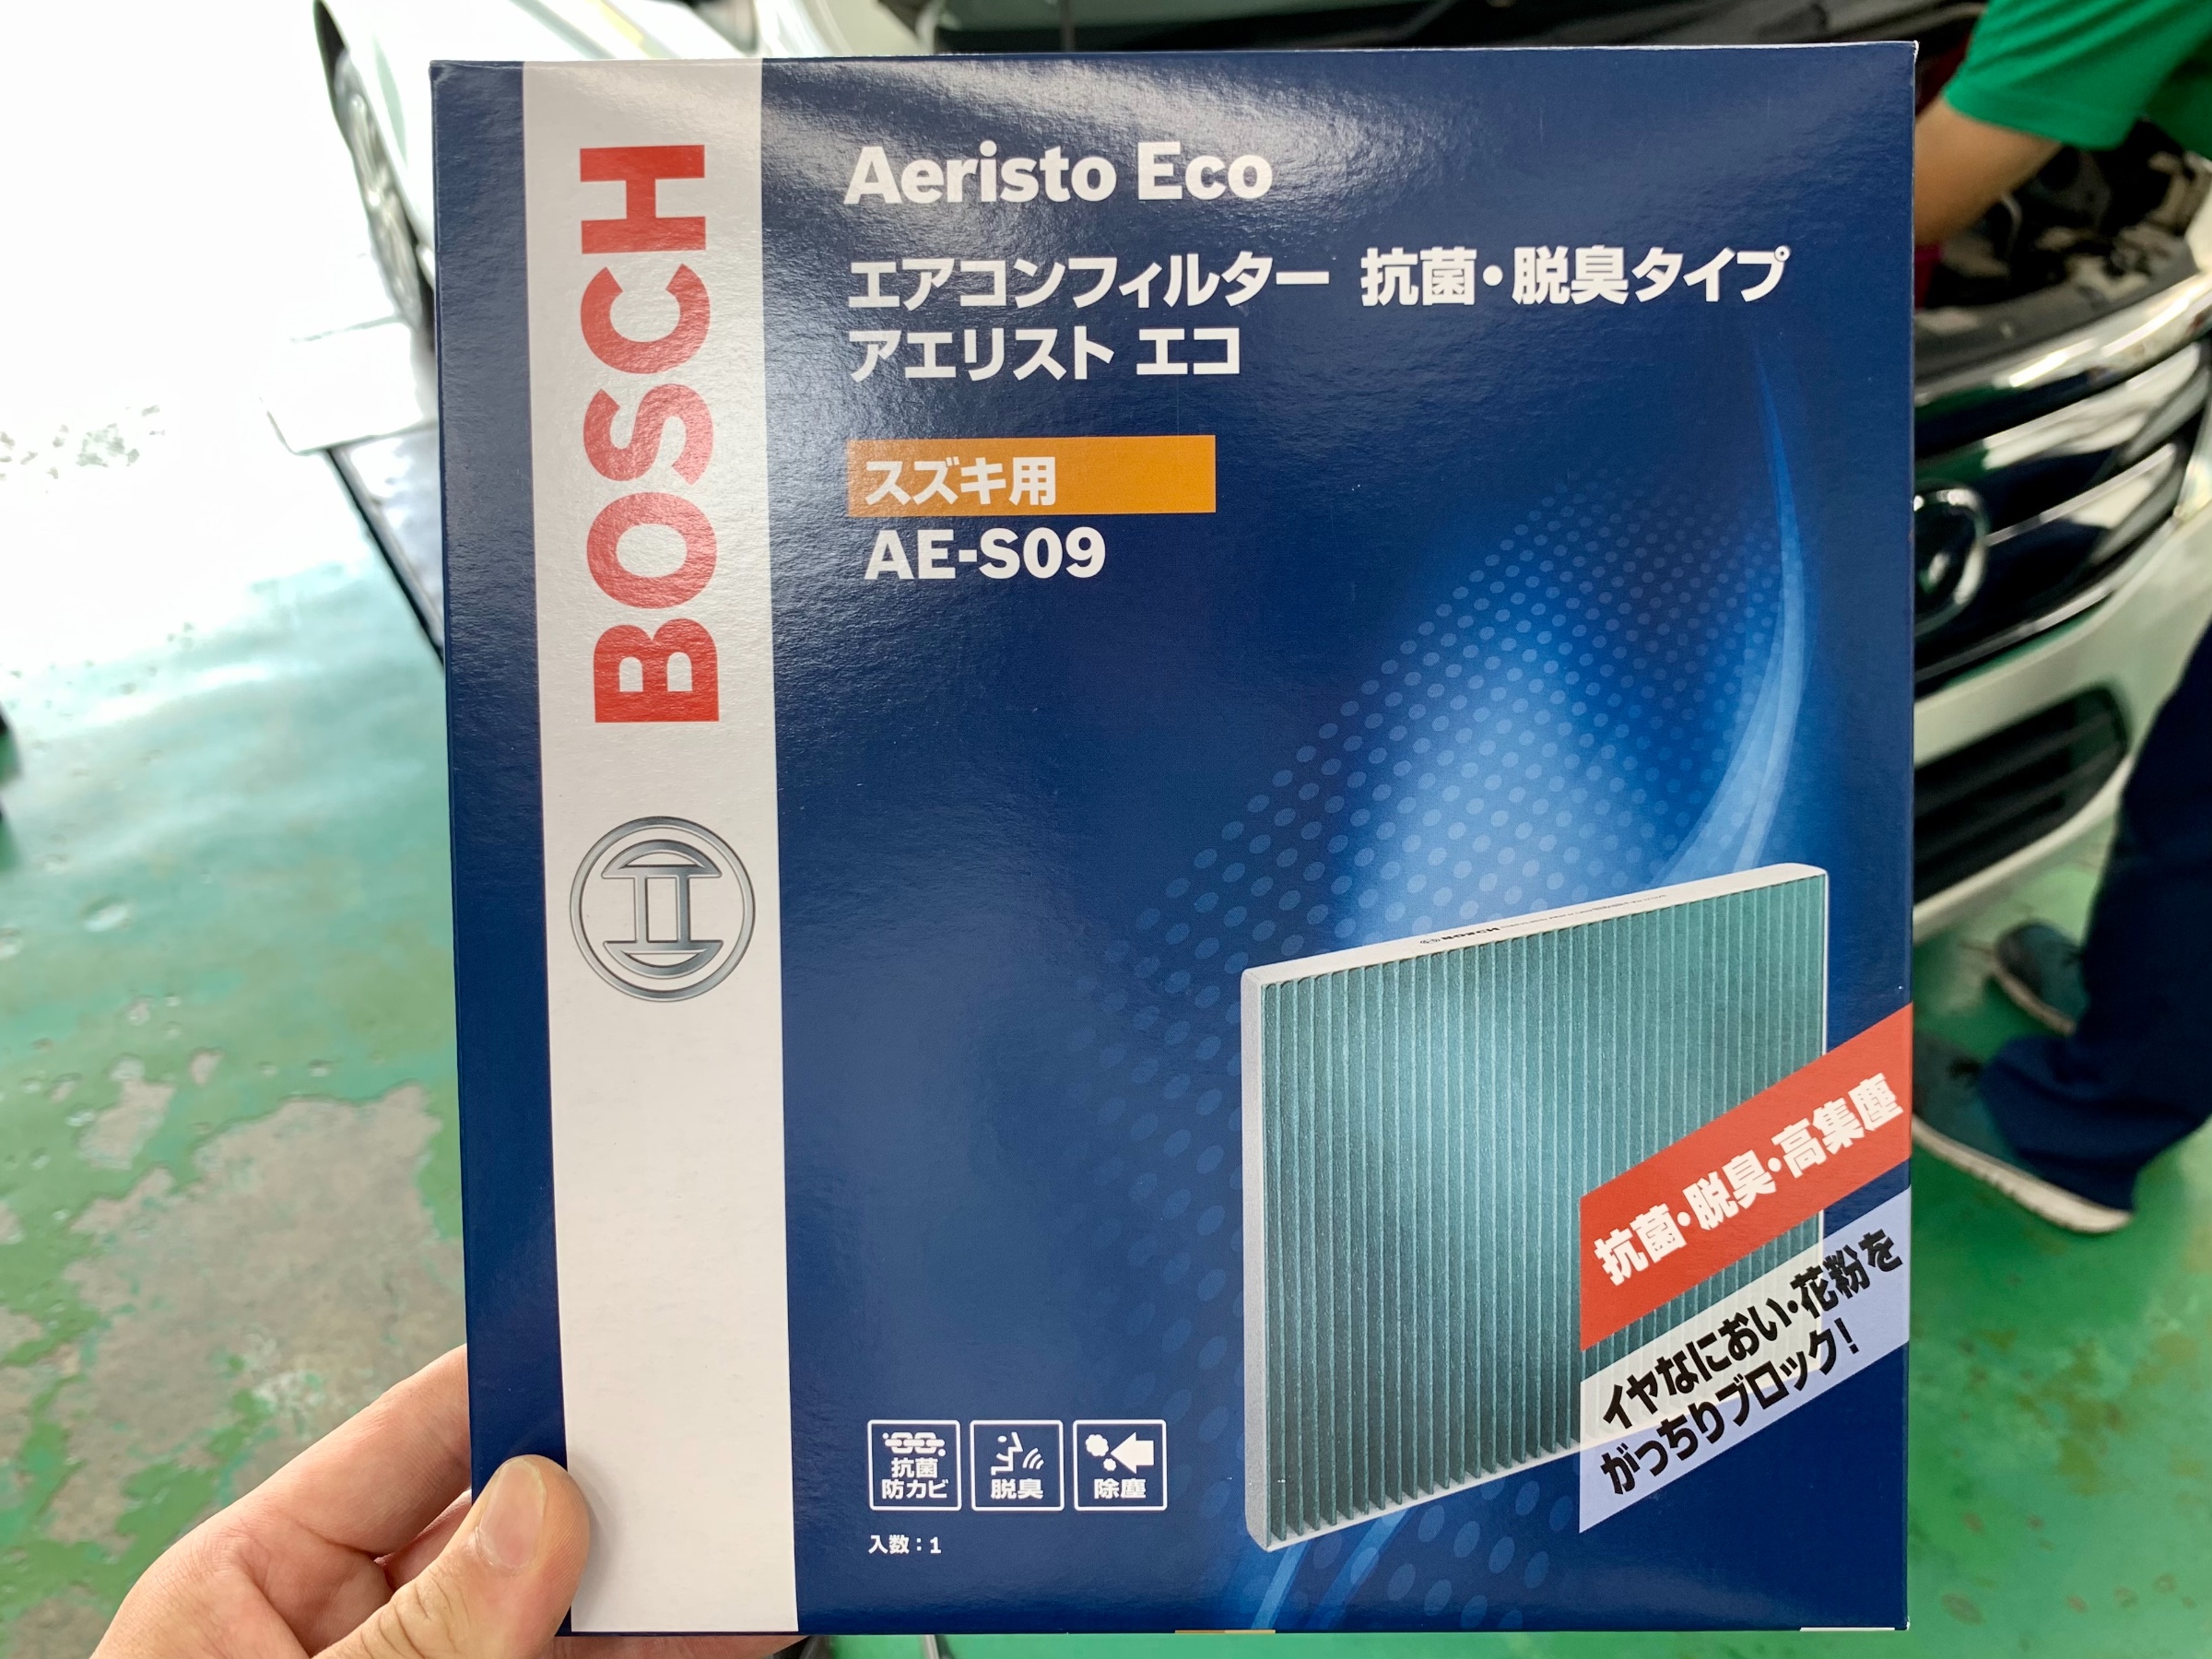 BOSCH
Aeristo Eco
エアコンフィルター 抗菌・脱臭タイプ
アエリスト エコ
スズキ用
AE-S09
BOSCH
抗菌・脱臭・高集塵
イヤなにおい・花粉を
がっちりブロック!
抗菌
防カビ
脱臭
除塵
入数：1